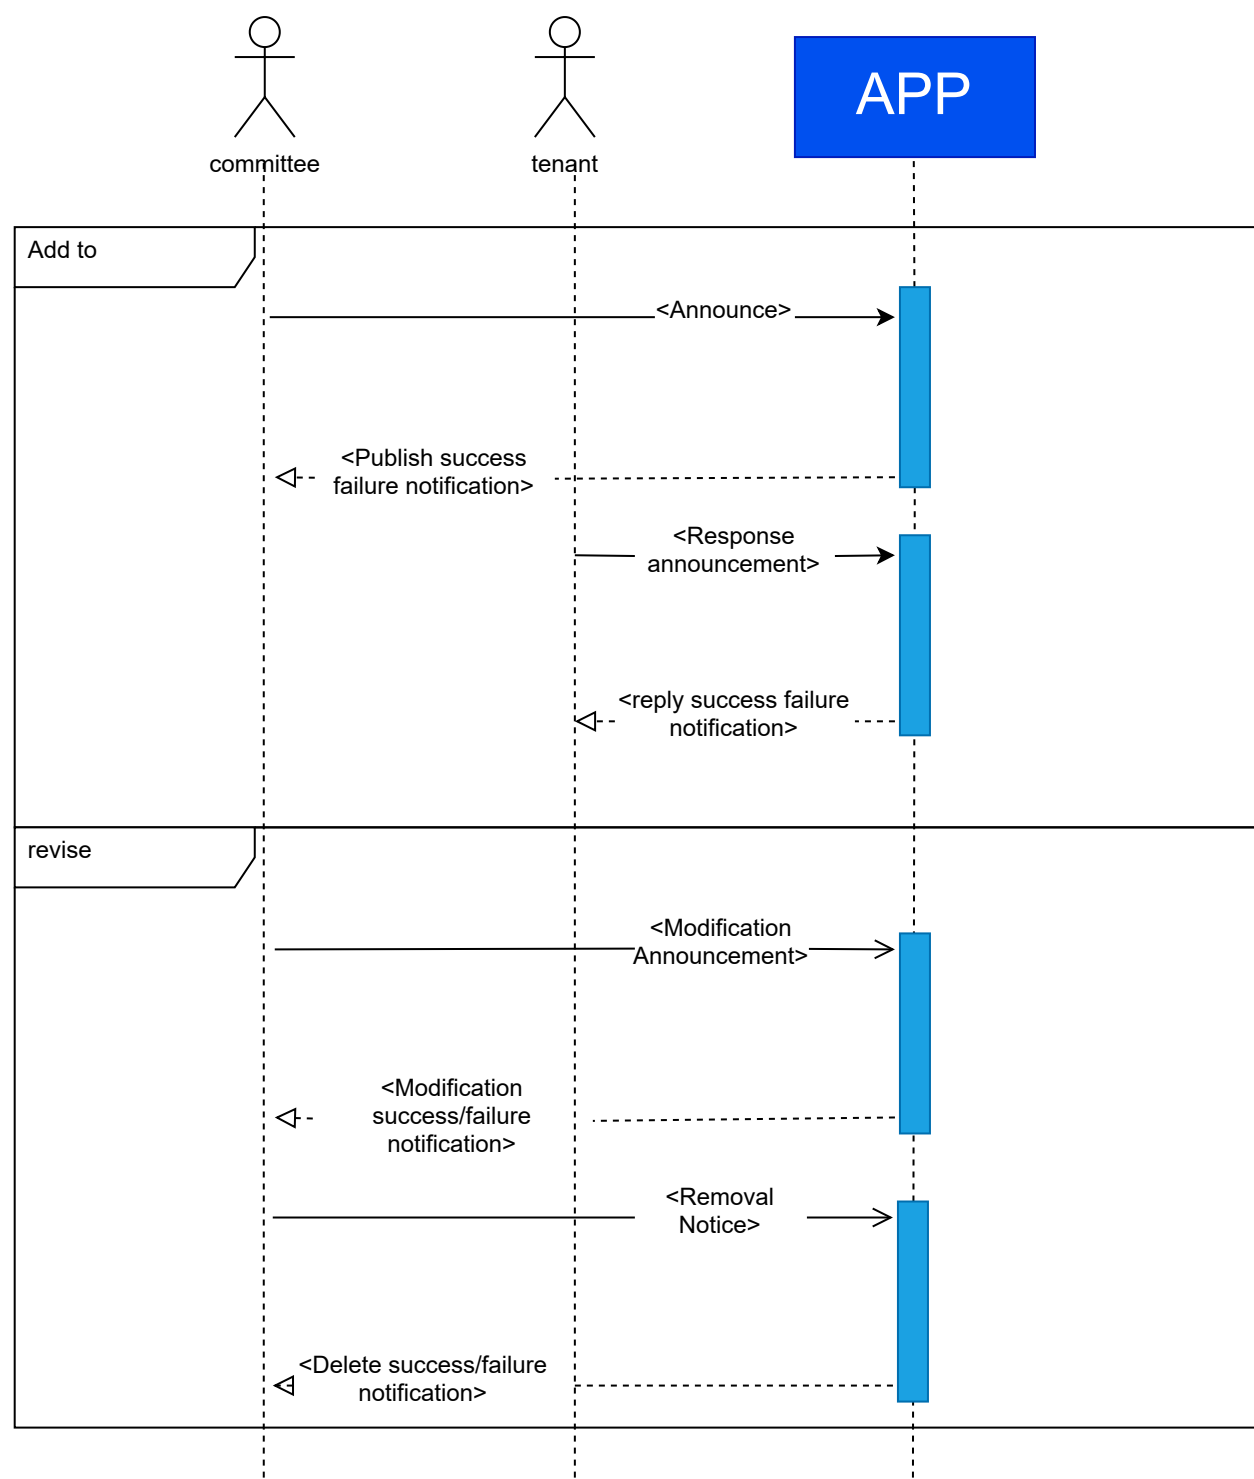 committee
tenant
APP
Add to
<Announce>
<Publish success
failure notification>
<Response
announcement>
<reply success failure
notification>
revise
<Modification
Announcement>
<Modification
success/failure
notification>
<Removal
Notice>
<Delete success/failure
notification>